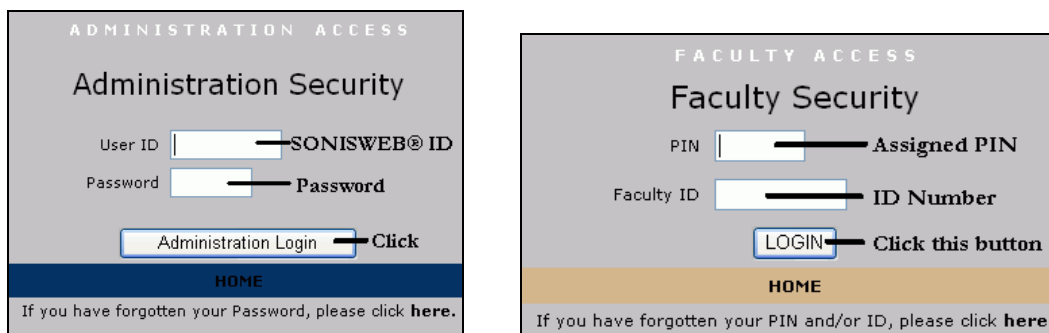 ADMINISTRATION ACCESS
Administration Security
User ID SONISWEB® ID
Password Password
Administration Login Click
HOME
If you have forgotten your Password, please click here.
FACULTY ACCESS
Faculty Security
PIN Assigned PIN
Faculty ID ID Number
LOGIN Click this button
HOME
If you have forgotten your PIN and/or ID, please click here